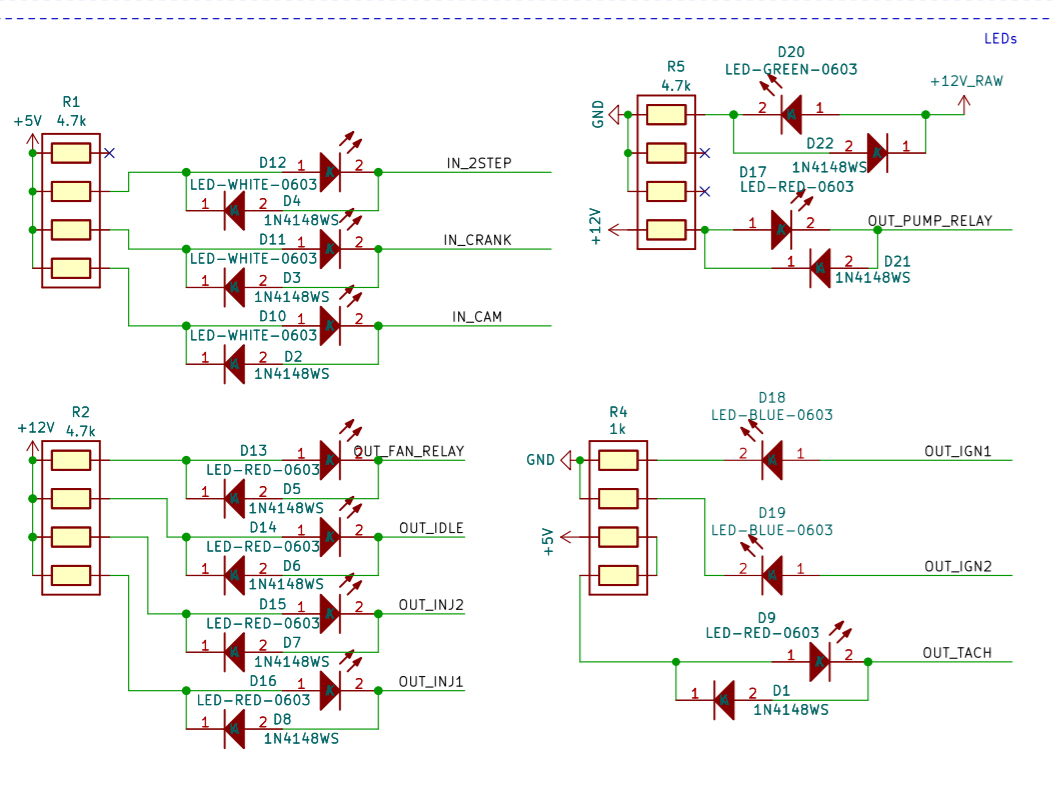 LEDs
R1
4.7k
+5V
D12
1
2
IN_2STEP
LED-WHITE-0603
1
2
D4
1N4148WS
D11
1
2
IN_CRANK
LED-WHITE-0603
1
2
D3
1N4148WS
D10
1
2
IN_CAM
LED-WHITE-0603
1
2
D2
1N4148WS
R5
4.7k
GND
+12V
D20
LED-GREEN-0603
2
1
+12V_RAW
D22
2
1
1N4148WS
D17
LED-RED-0603
1
2
OUT_PUMP_RELAY
1
2
D21
1N4148WS
R2
4.7k
+12V
D13
1
2
OUT_FAN_RELAY
LED-RED-0603
1
2
D5
1N4148WS
D14
1
2
OUT_IDLE
LED-RED-0603
1
2
D6
1N4148WS
D15
1
2
OUT_INJ2
LED-RED-0603
1
2
D7
1N4148WS
D16
1
2
OUT_INJ1
LED-RED-0603
1
2
D8
1N4148WS
R4
1k
GND
+5V
D18
LED-BLUE-0603
2
1
OUT_IGN1
D19
LED-BLUE-0603
2
1
OUT_IGN2
D9
LED-RED-0603
1
2
OUT_TACH
1
2
D1
1N4148WS